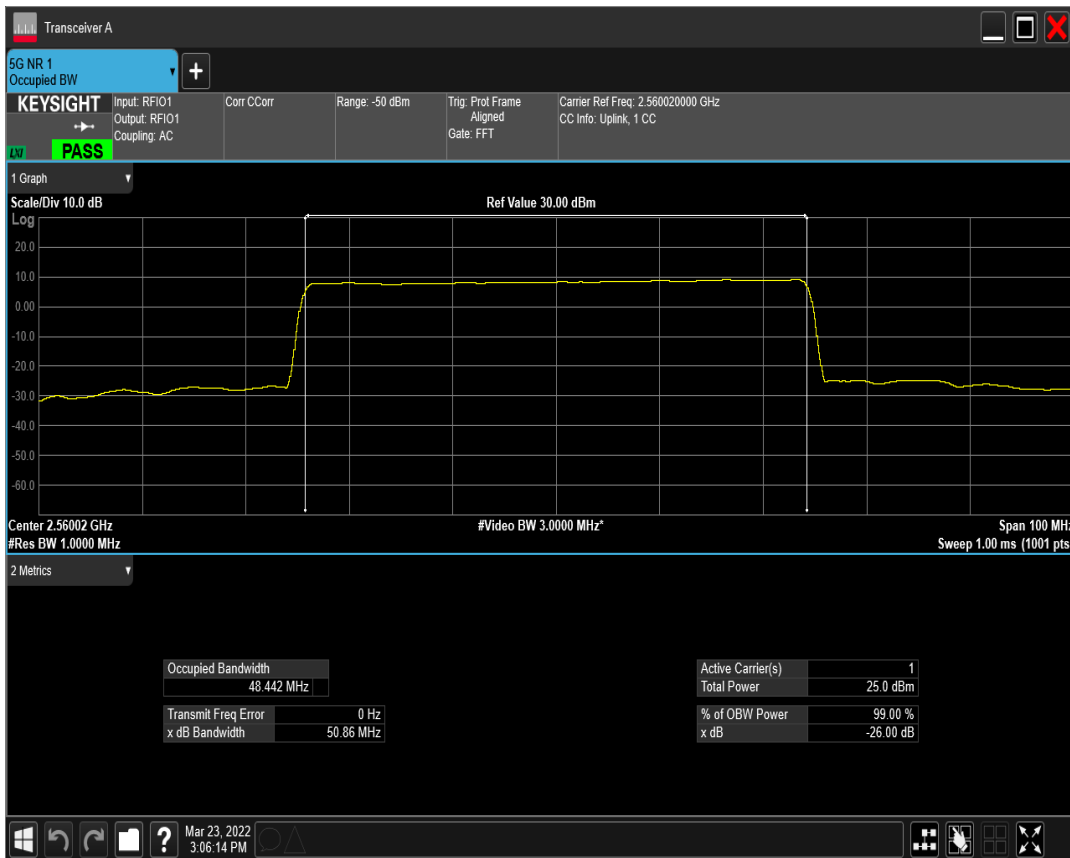 Transceiver A
5G NR 1
Occupied BW
+
KEYSIGHT
LXI
PASS
Input: RFIO1
Output: RFIO1
Coupling: AC
Corr CCorr
Range: -50 dBm
Trig: Prot Frame
Aligned
Gate: FFT
Carrier Ref Freq: 2.560020000 GHz
CC Info: Uplink, 1 CC
1 Graph
Scale/Div 10.0 dB
Ref Value 30.00 dBm
Log
20.0
10.0
0.00
-10.0
-20.0
-30.0
-40.0
-50.0
-60.0
Center 2.56002 GHz
#Video BW 3.0000 MHz*
Span 100 MHz
#Res BW 1.0000 MHz
Sweep 1.00 ms (1001 pts
2 Metrics
Occupied Bandwidth
48.442 MHz
Transmit Freq Error 0 Hz
x dB Bandwidth 50.86 MHz
Active Carrier(s) 1
Total Power 25.0 dBm
% of OBW Power 99.00 %
x dB -26.00 dB
?
Mar 23, 2022
3:06:14 PM